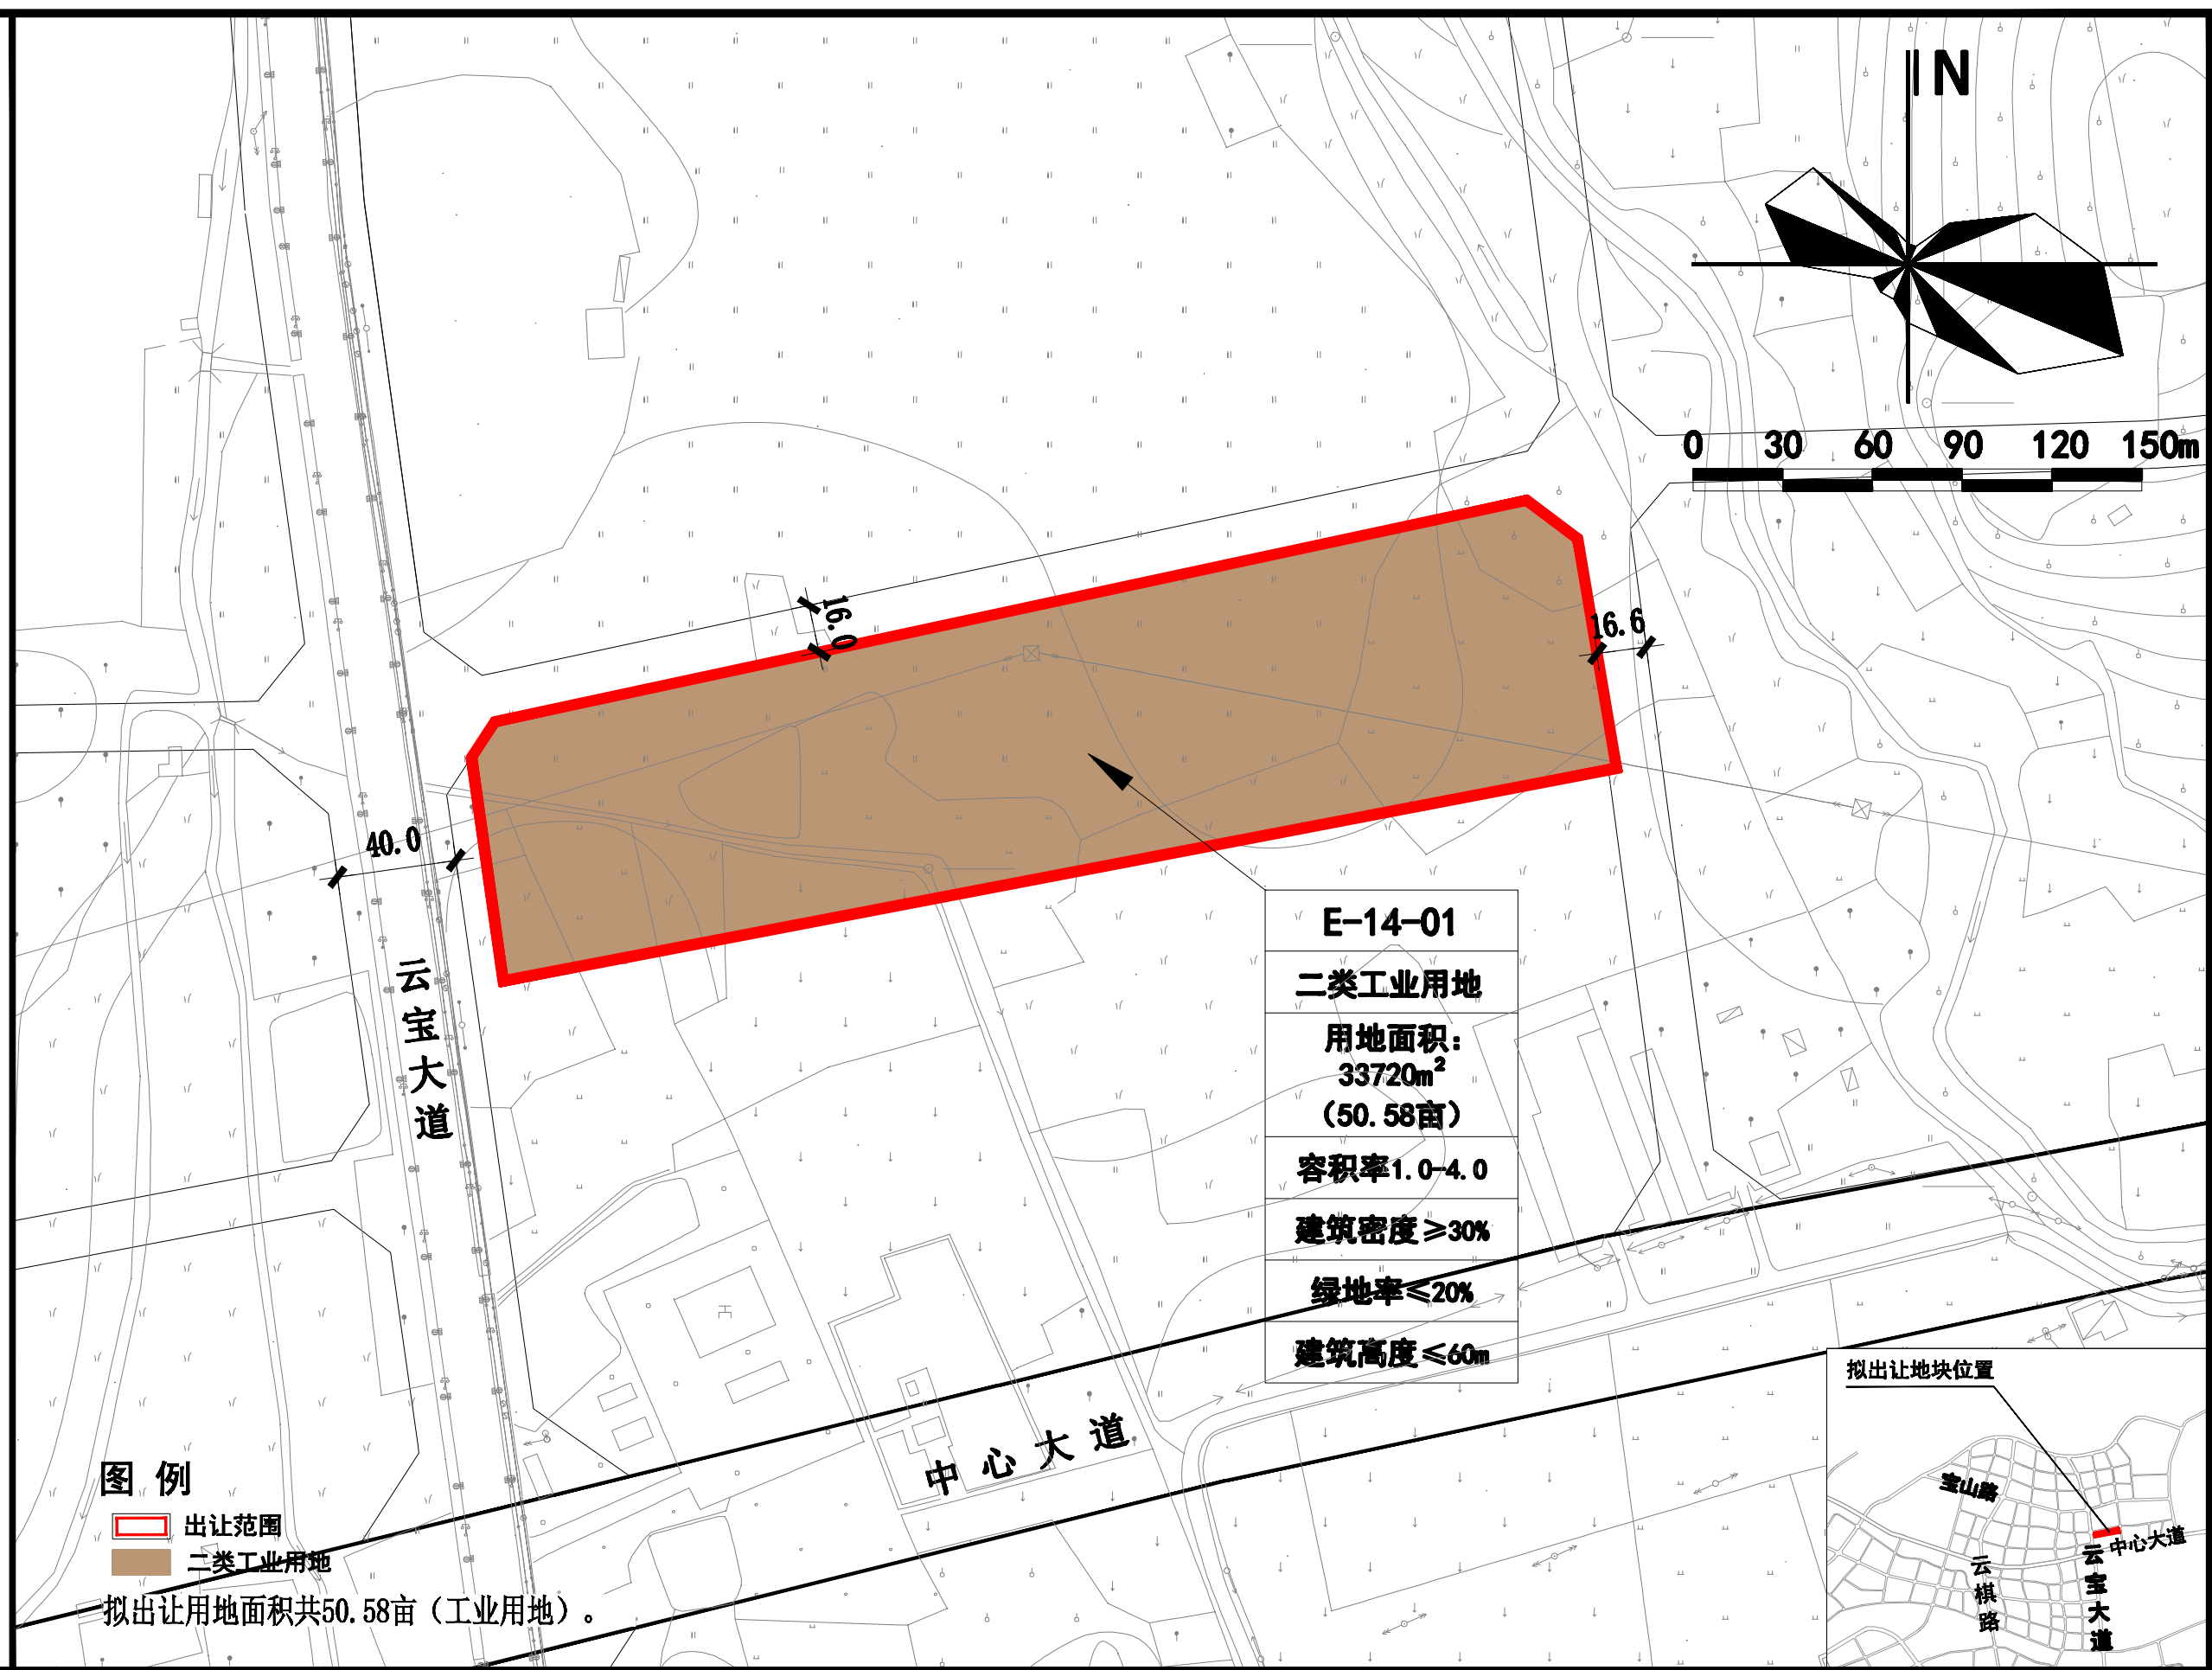 N
0 30 60 90 120 150m
16.0
16.6
40.0
云宝大道
E-14-01
二类工业用地
用地面积:
33720m²
（50.58亩）
容积率1.0-4.0
建筑密度≥30%
绿地率≤20%
建筑高度≤60m
中心大道
图 例
出让范围
二类工业用地
拟出让用地面积共50.58亩（工业用地）。
拟出让地块位置
宝山路
中心大道
云棋路
云宝大道